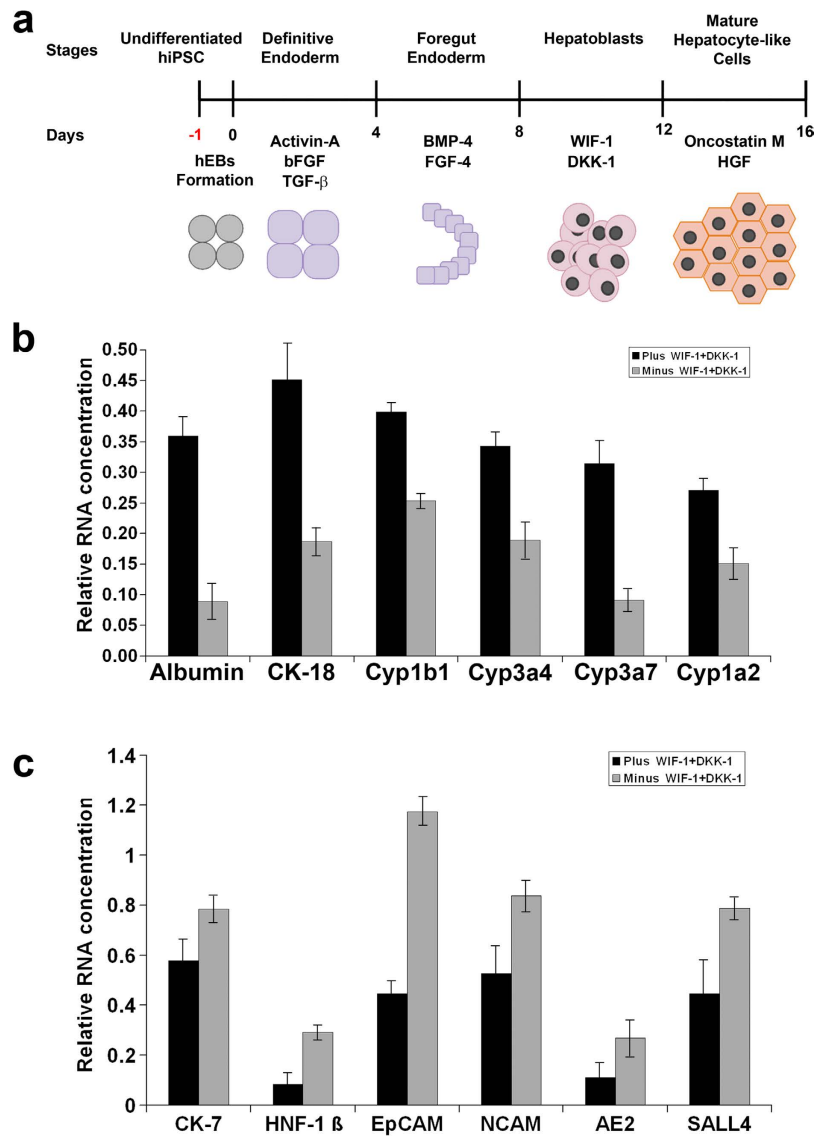 a
Stages
Undifferentiated
hiPSC
Definitive
Endoderm
Foregut
Endoderm
Hepatoblasts
Mature
Hepatocyte-like
Cells
Days
-1
0
4
8
12
16
hEBs
Formation
Activin-A
bFGF
TGF-β
BMP-4
FGF-4
WIF-1
DKK-1
Oncostatin M
HGF
b
Relative RNA concentration
0.50
0.45
0.40
0.35
0.30
0.25
0.20
0.15
0.10
0.05
0.00
Plus WIF-1+DKK-1
Minus WIF-1+DKK-1
Albumin CK-18 Cyp1b1 Cyp3a4 Cyp3a7 Cyp1a2
c
Relative RNA concentration
1.4
1.2
1
0.8
0.6
0.4
0.2
0
Plus WIF-1+DKK-1
Minus WIF-1+DKK-1
CK-7 HNF-1 ß EpCAM NCAM AE2 SALL4